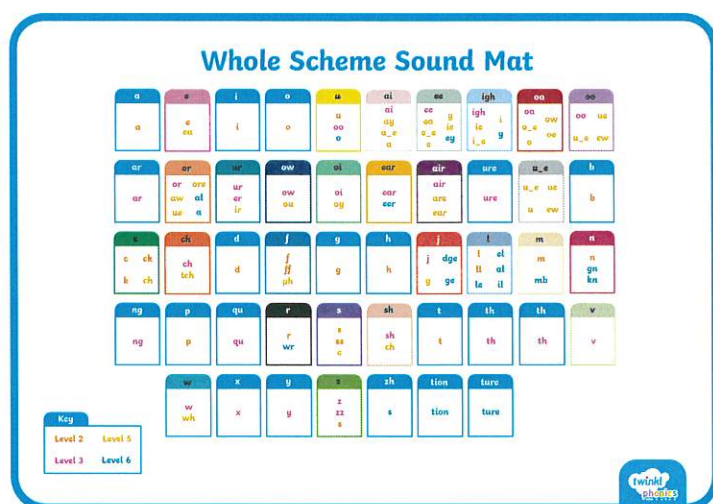 Whole Scheme Sound Mat
a e i o u ai ee igh oa oo
a e i o u ai ee y igh i oa ow oo ue
ea oo ay ea ie ie u_e ew
o a_e e_e ey i_e y o_e oe
a e o
ar or ur ow oi ear air ure u_e b
ar or ore ur ow oi ear air ure u_e ue b
aw al er ou oy eer are u ew
au a ir ear
c ch d f g h j l m n
c ck ch d f g h j dge l el m n
k ch tch ff y ge ll al mb gn
ph le il kn
ng p qu r s sh t th th v
ng p qu r s sh t th th v
wr ss ch
c
w x y z zh tion ture
w x y z s tion ture
wh zz
s
Key
Level 2 Level 5
Level 3 Level 6
twinkl
phonics